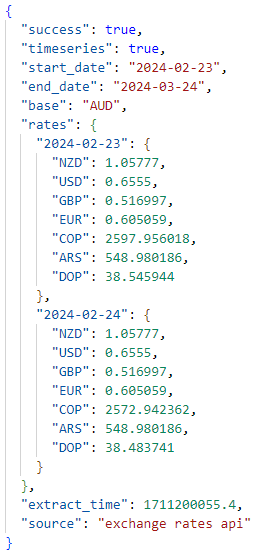 {
  "success": true,
  "timeseries": true,
  "start_date": "2024-02-23",
  "end_date": "2024-03-24",
  "base": "AUD",
  "rates": {
    "2024-02-23": {
      "NZD": 1.05777,
      "USD": 0.6555,
      "GBP": 0.516997,
      "EUR": 0.605059,
      "COP": 2597.956018,
      "ARS": 548.980186,
      "DOP": 38.545944
    },
    "2024-02-24": {
      "NZD": 1.05777,
      "USD": 0.6555,
      "GBP": 0.516997,
      "EUR": 0.605059,
      "COP": 2572.942362,
      "ARS": 548.980186,
      "DOP": 38.483741
    }
  },
  "extract_time": 1711200055.4,
  "source": "exchange rates api"
}